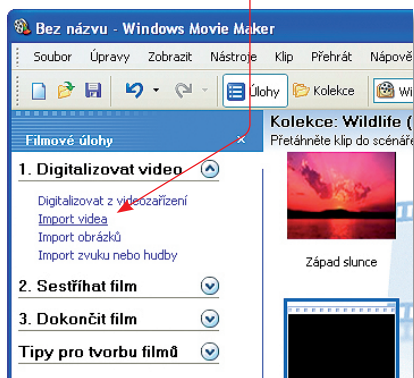 Bez názvu - Windows Movie Maker
Soubor Úpravy Zobrazit Nástroje Klip Přehrát
Úlohy Kolekce
Filmové úlohy
Kolekce: Wildlife (
Přetáhněte klip do
1. Digitalizovat video
Digitalizovat z videozařízení
Import videa
Import obrázků
Import zvuku nebo hudby
Západ slunce
2. Sestříhat film
3. Dokončit film
Tipy pro tvorbu filmů